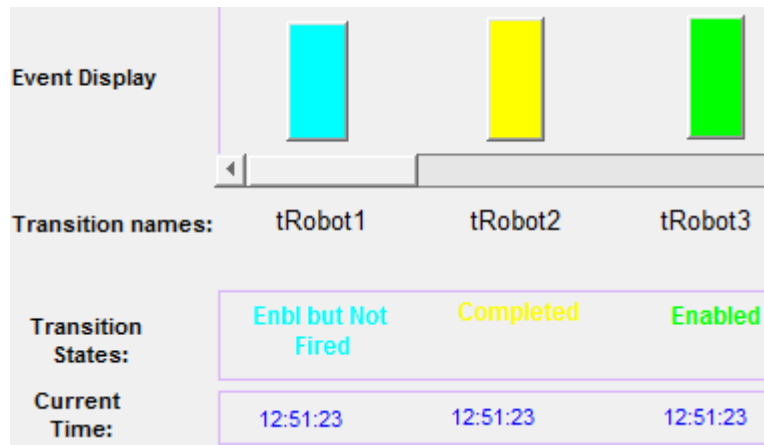 Event Display
Transition names: tRobot1 tRobot2 tRobot3
Transition States:
Enbl but Not Fired
Completed
Enabled
Current Time:
12:51:23 12:51:23 12:51:23